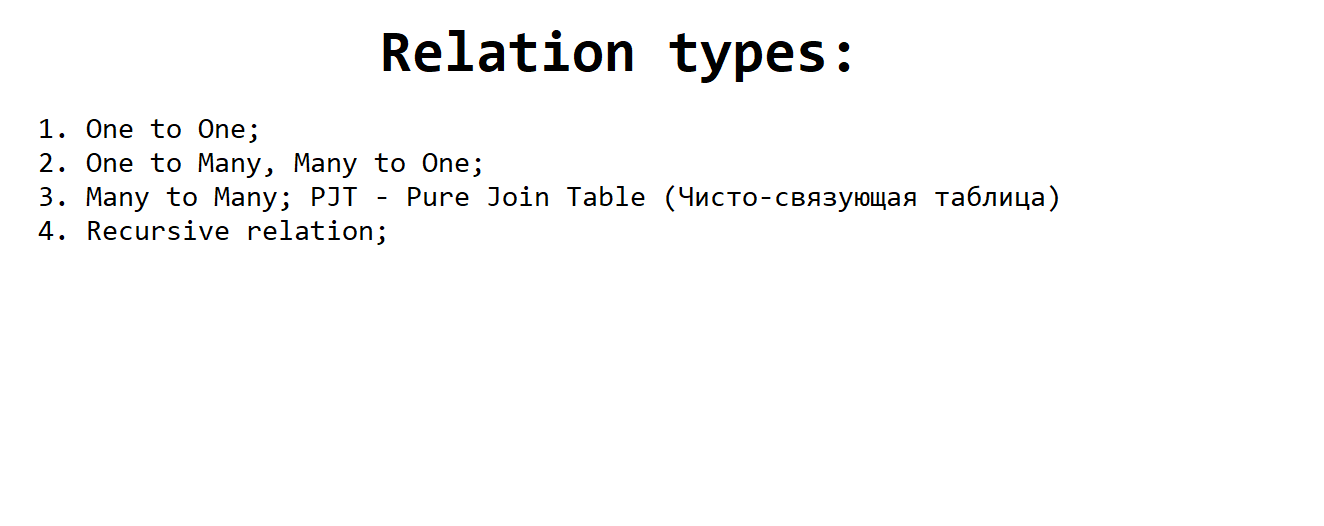 Relation types:
1. One to One;
2. One to Many, Many to One;
3. Many to Many; PJT - Pure Join Table (Чисто-связующая таблица)
4. Recursive relation;